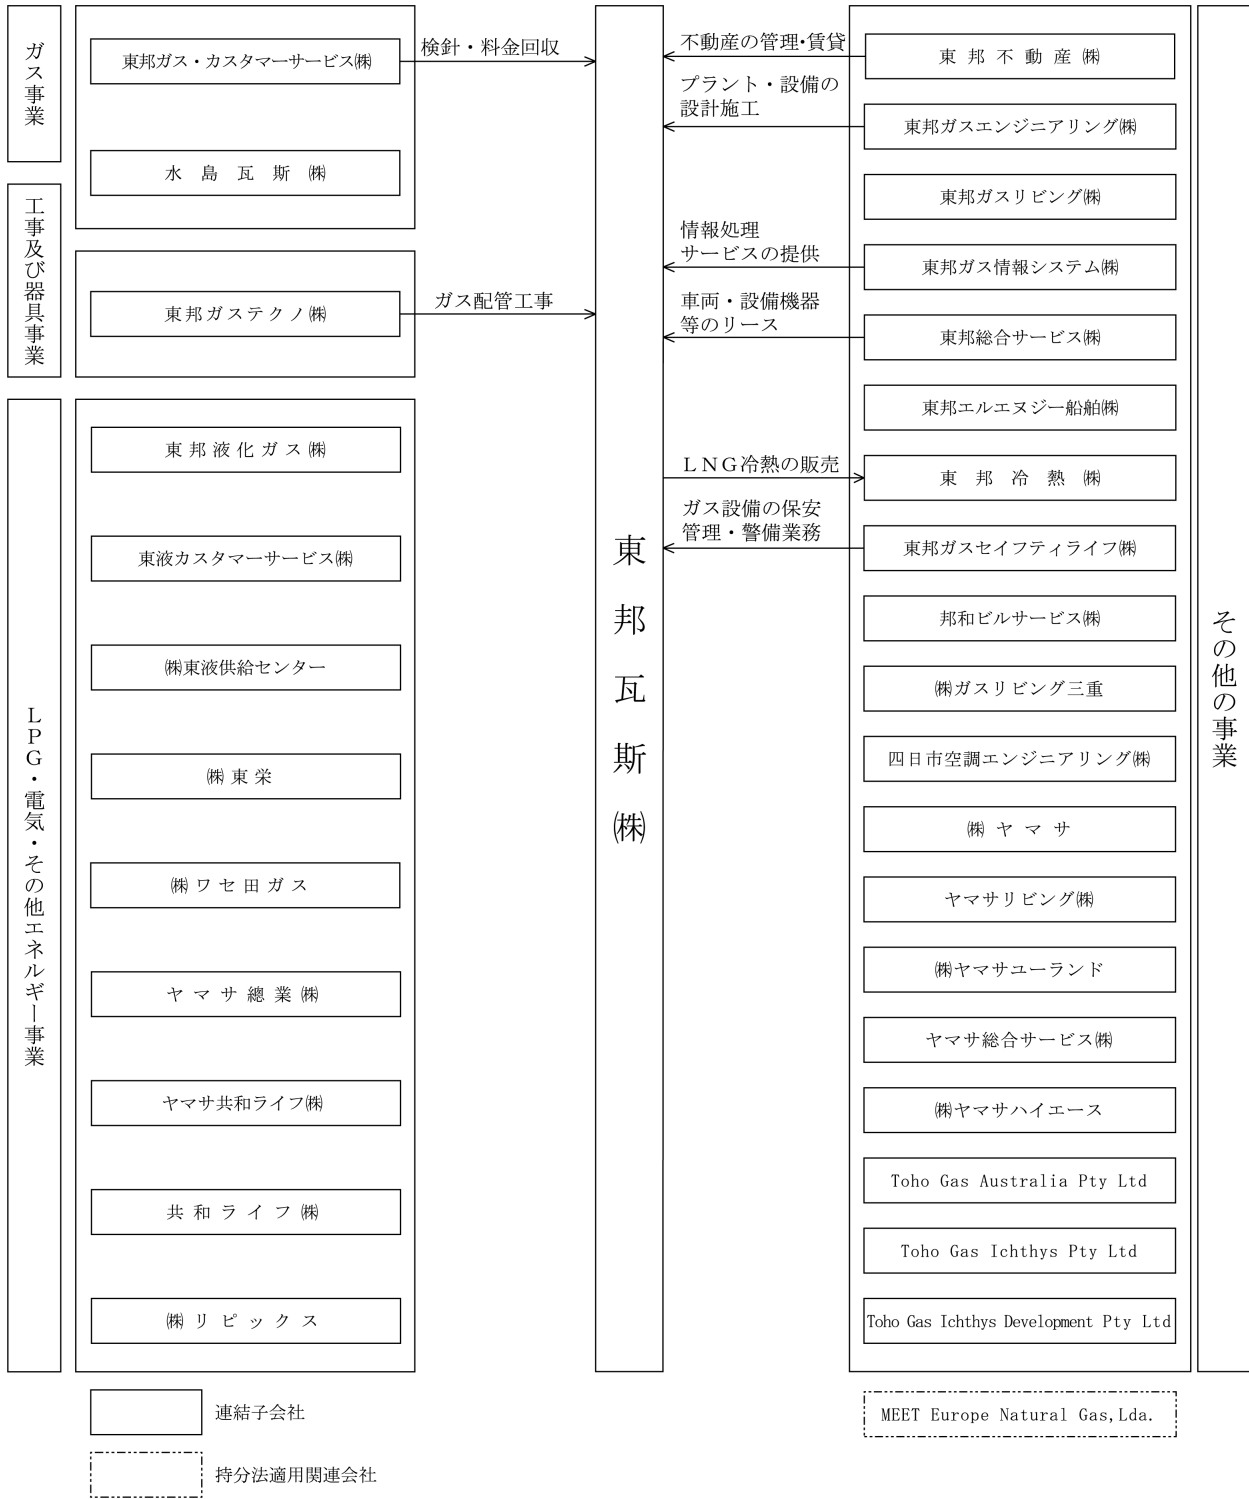 ガス事業
東邦ガス・カスタマーサービス㈱
検針・料金回収
水島瓦斯㈱
工事及び器具事業
東邦ガステクノ㈱
ガス配管工事
LPG・電気・その他エネルギー事業
東邦液化ガス㈱
東液カスタマーサービス㈱
㈱東液供給センター
㈱東栄
㈱ワセ田ガス
ヤマサ總業㈱
ヤマサ共和ライフ㈱
共和ライフ㈱
㈱リピックス
東邦瓦斯㈱
不動産の管理・賃貸
東邦不動産㈱
プラント・設備の
設計施工
東邦ガスエンジニアリング㈱
東邦ガスリビング㈱
情報処理
サービスの提供
東邦ガス情報システム㈱
車両・設備機器
等のリース
東邦総合サービス㈱
東邦エルエヌジー船舶㈱
LNG冷熱の販売
東邦冷熱㈱
ガス設備の保安
管理・警備業務
東邦ガスセイフティライフ㈱
邦和ビルサービス㈱
㈱ガスリビング三重
四日市空調エンジニアリング㈱
㈱ヤマサ
ヤマサリビング㈱
㈱ヤマサユーランド
ヤマサ総合サービス㈱
㈱ヤマサハイエース
Toho Gas Australia Pty Ltd
Toho Gas Ichthys Pty Ltd
Toho Gas Ichthys Development Pty Ltd
その他の事業
MEET Europe Natural Gas,Lda.
連結子会社
持分法適用関連会社